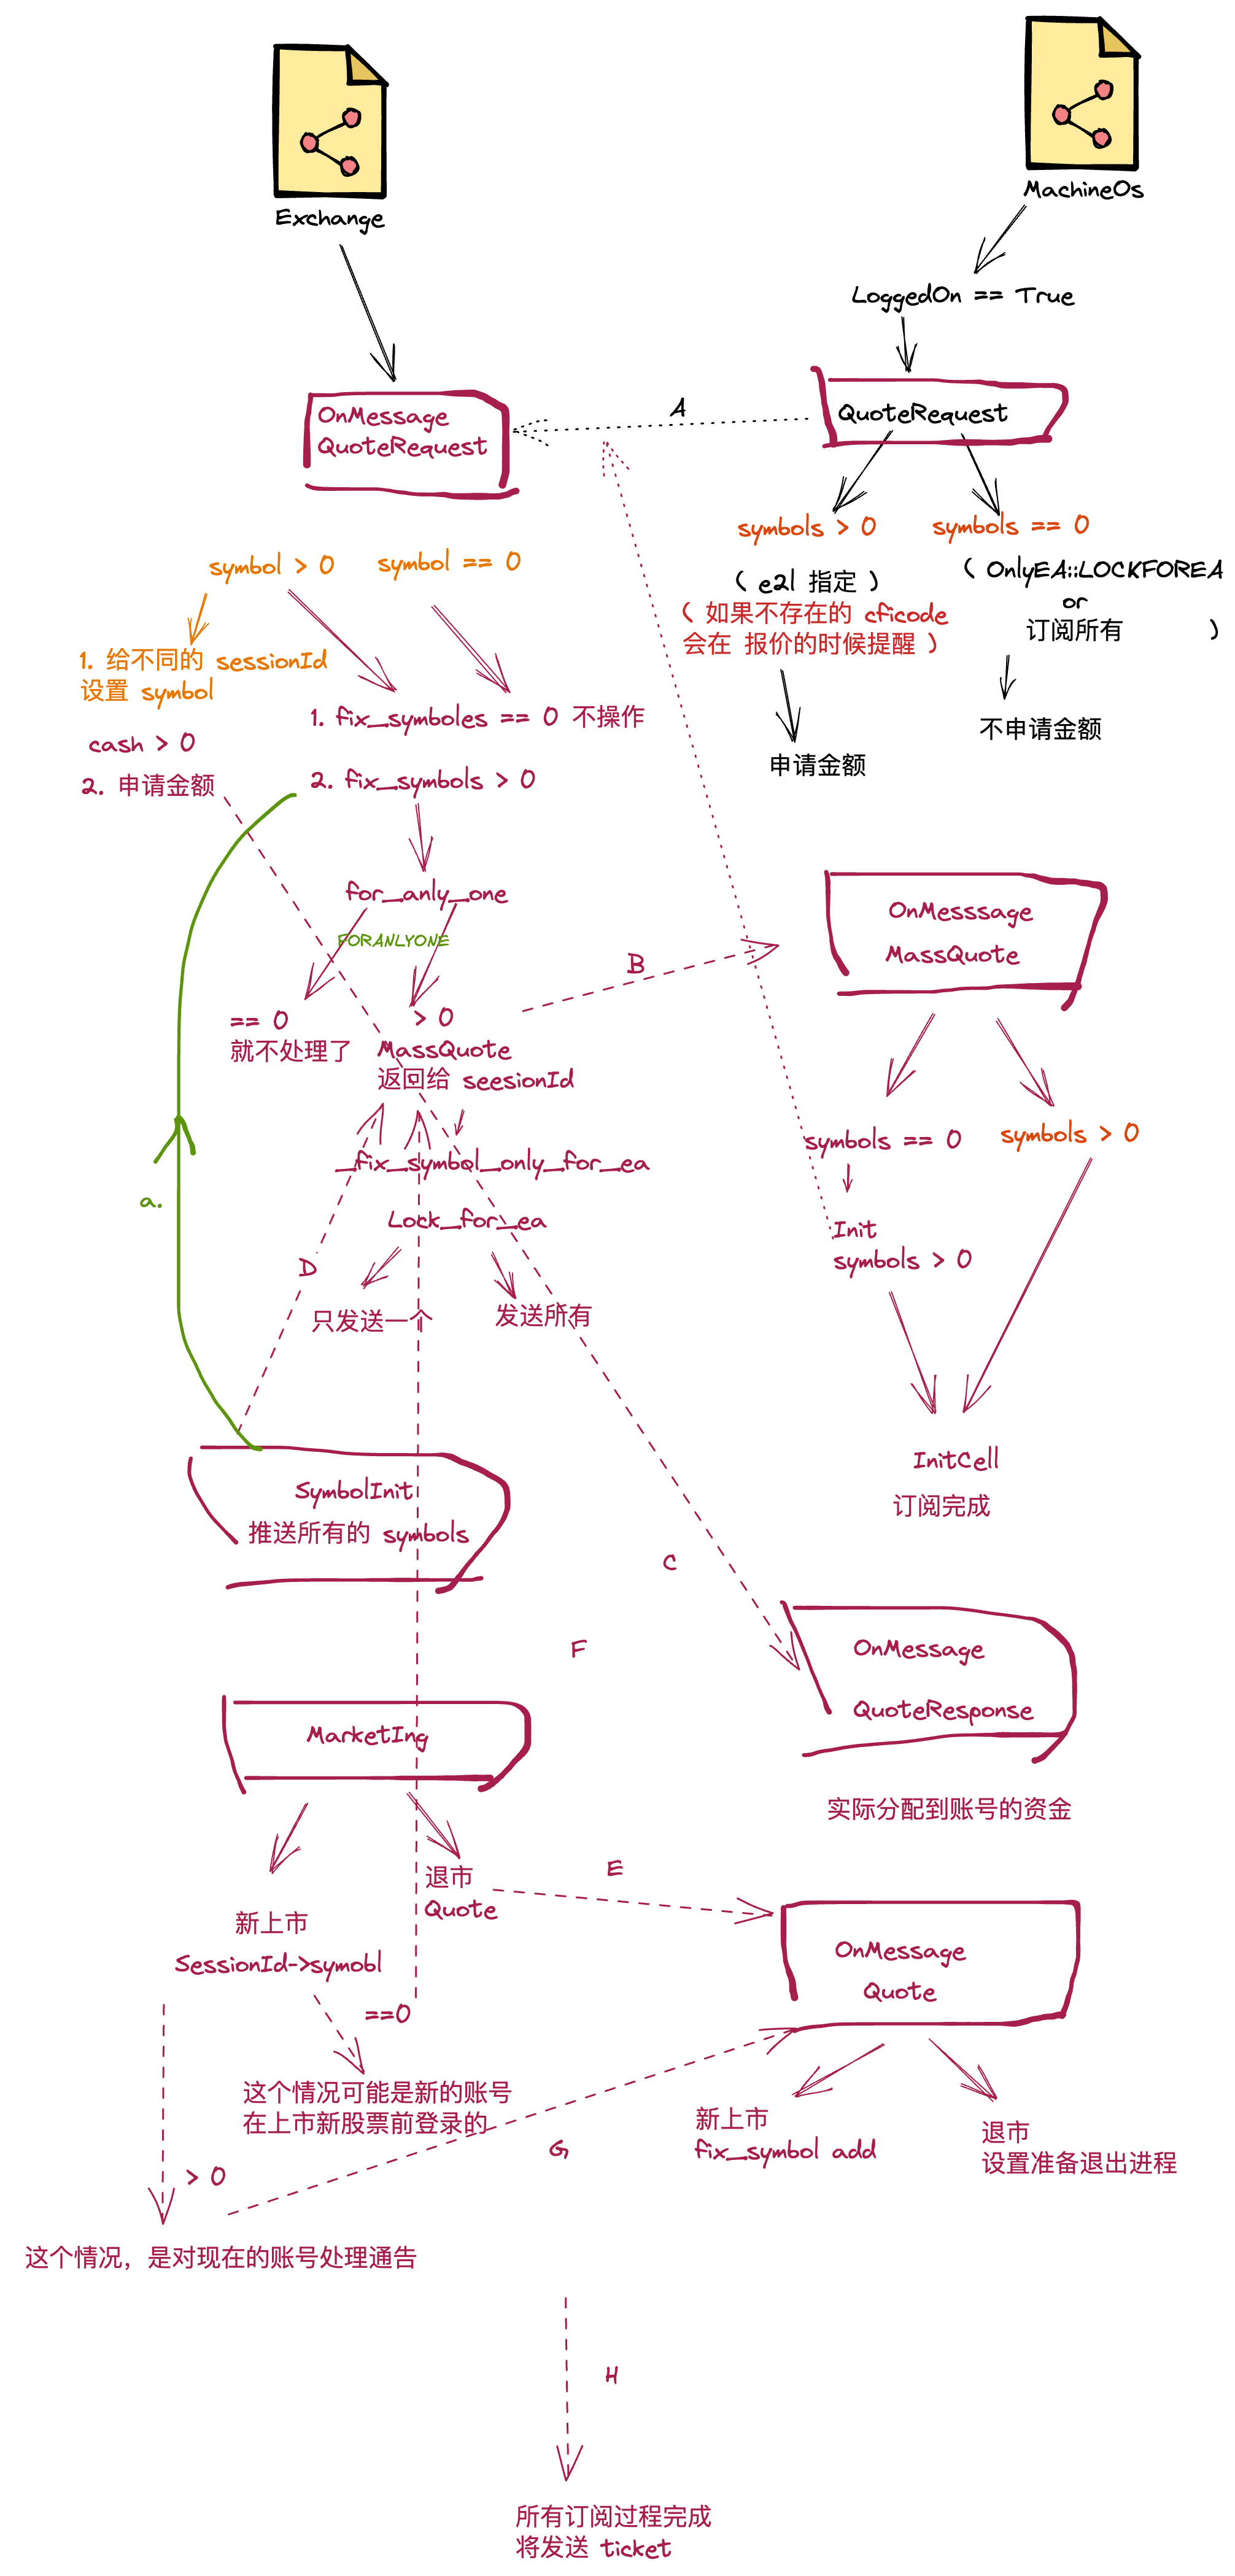 MachineOs
Exchange
LoggedOn == True
A
QuoteRequest
OnMessage
QuoteRequest
symbols > 0
symbols == 0
( e2l 指定 )
( 如果不存在的 cficode
会在 报价的时候提醒 )
( OnlyEA::LOCKFOREA
or
订阅所有 )
申请金额
不申请金额
symbol > 0
symbol == 0
1. 给不同的 sessionId
设置 symbol
cash > 0
2. 申请金额
1. fix_symboles == 0 不操作
2. fix_symbols > 0
for_anly_one
FORANLYONE
== 0
就不处理了
> 0
MassQuote
返回给 seesionId
B
OnMesssage
MassQuote
symbols == 0
symbols > 0
Init
symbols > 0
InitCell
订阅完成
_fix_symbol_only_for_ea
Lock_for_ea
只发送一个
发送所有
a.
D
SymbolInit
推送所有的 symbols
C
F
OnMessage
QuoteResponse
实际分配到账号的资金
MarketIng
新上市
SessionId->symobl
退市
Quote
E
OnMessage
Quote
==0
这个情况可能是新的账号
在上市新股票前登录的
G
新上市
fix_symbol add
退市
设置准备退出进程
> 0
这个情况，是对现在的账号处理通告
H
所有订阅过程完成
将发送 ticket